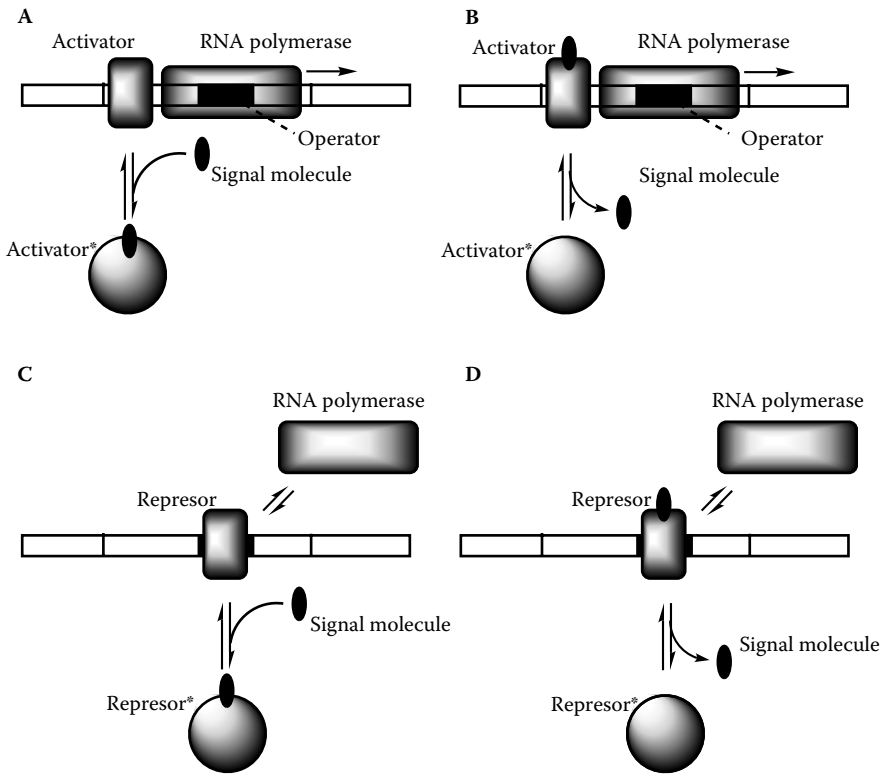 A
Activator
RNA polymerase
Operator
Signal molecule
Activator*
B
Activator
RNA polymerase
Operator
Signal molecule
Activator*
C
RNA polymerase
Represor
Signal molecule
Represor*
D
RNA polymerase
Represor
Signal molecule
Represor*